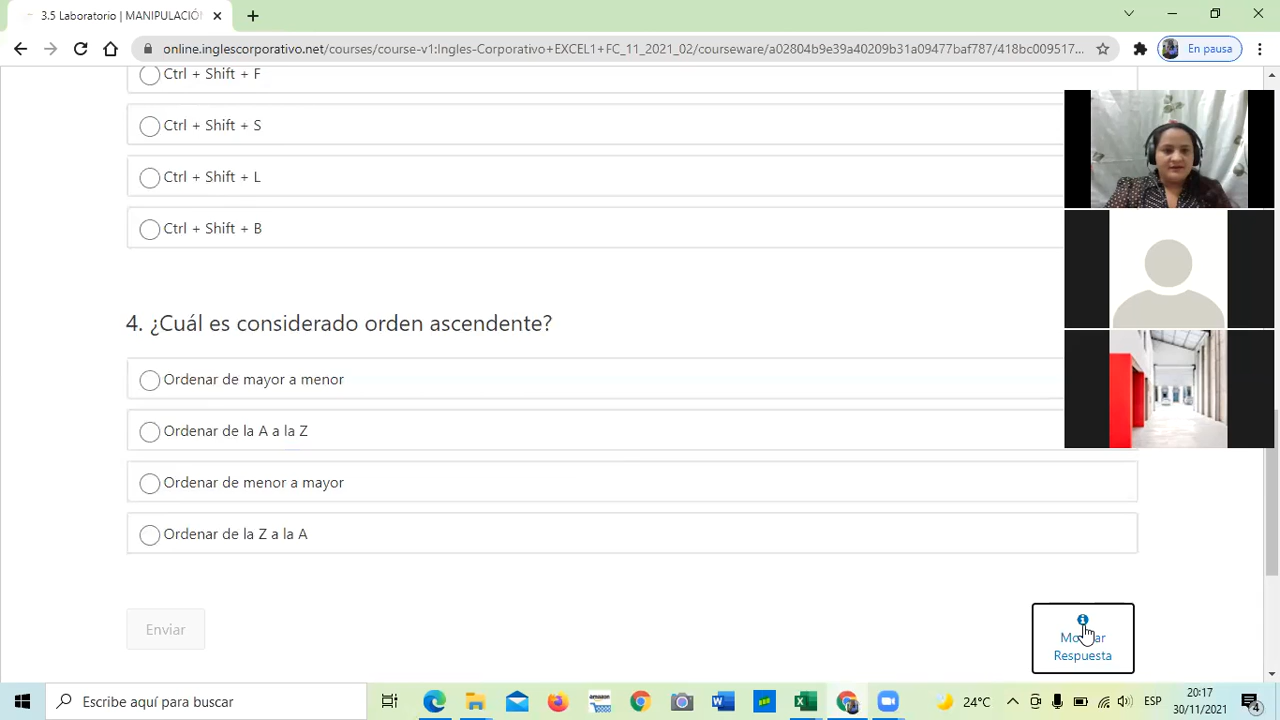 3.5 Laboratorio | MANIPULACIÓN
online.inglescorporativo.net/courses/course-v1:Ingles-Corporativo+EXCEL1+FC_11_2021_02/courseware/a02804b9e39a40209b31a09477baf787/418bc009517...
En pausa
Ctrl + Shift + F
Ctrl + Shift + S
Ctrl + Shift + L
Ctrl + Shift + B
4. ¿Cuál es considerado orden ascendente?
Ordenar de mayor a menor
Ordenar de la A a la Z
Ordenar de menor a mayor
Ordenar de la Z a la A
Enviar
Mostrar
Respuesta
Escribe aquí para buscar
24°C
ESP
20:17
30/11/2021
4